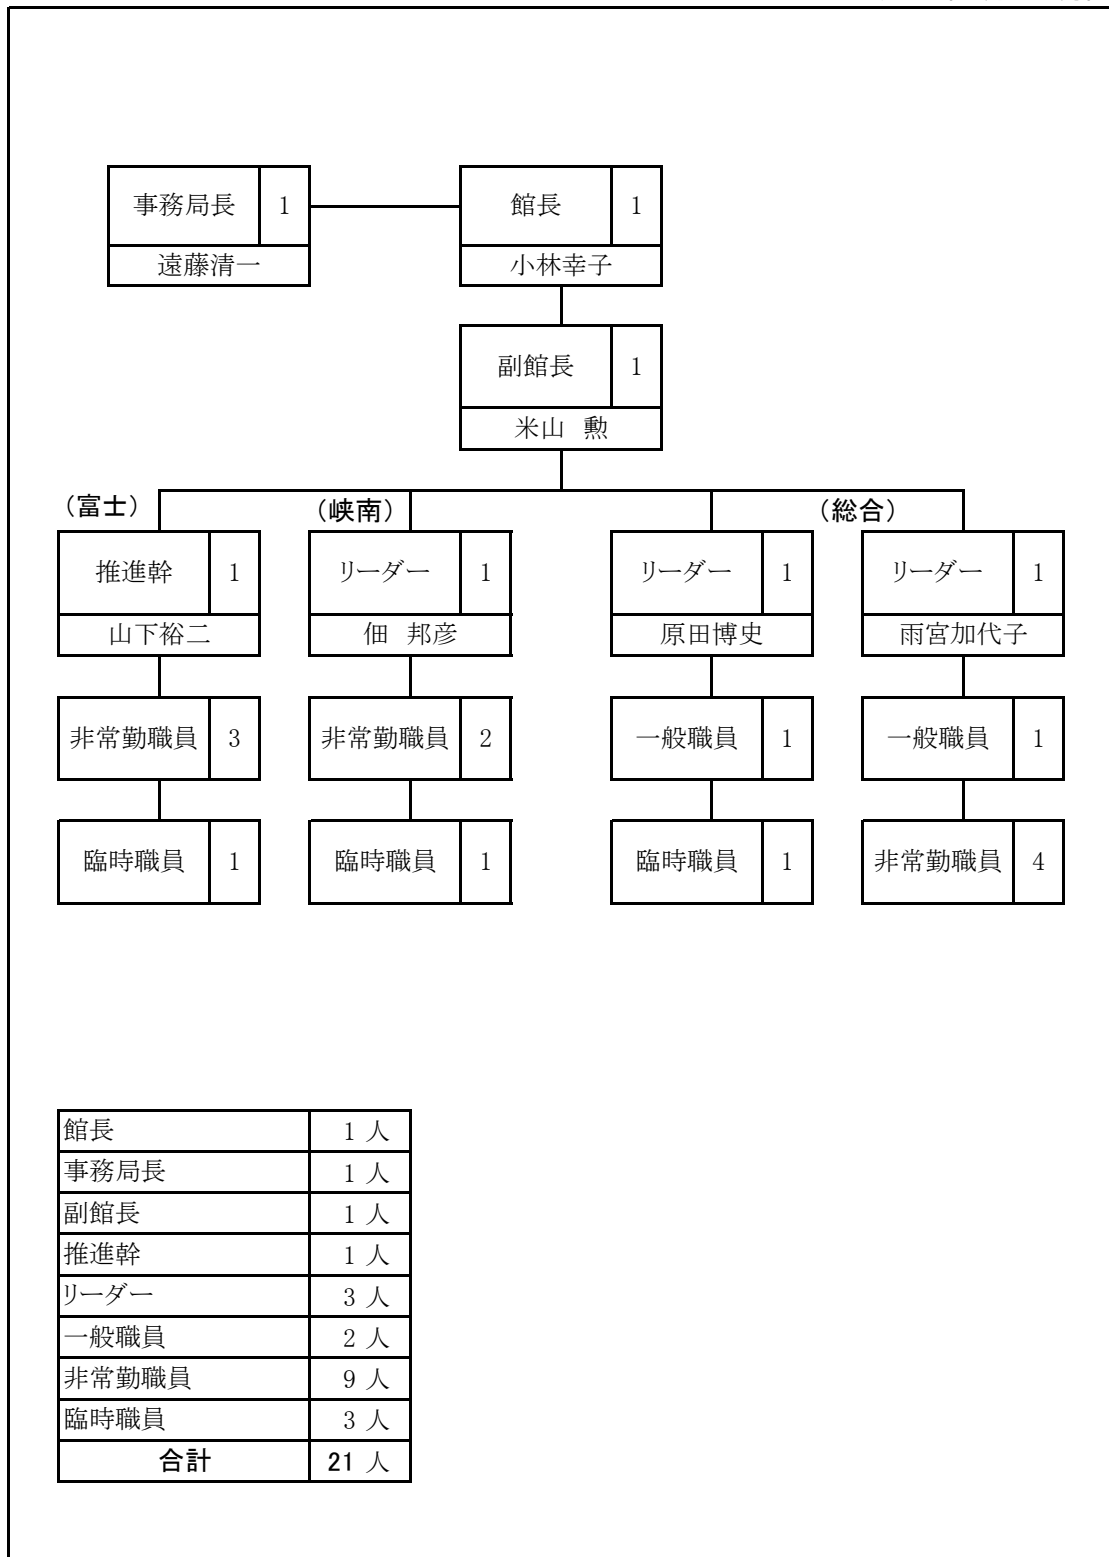 事務局長 1 館長 1
遠藤清一 小林幸子
副館長 1
米山 勲
(富士) (峡南) (総合)
推進幹 1 リーダー 1 リーダー 1 リーダー 1
山下裕二 佃 邦彦 原田博史 雨宮加代子
非常勤職員 3 非常勤職員 2 一般職員 1 一般職員 1
臨時職員 1 臨時職員 1 臨時職員 1 非常勤職員 4
館長 1 人
事務局長 1 人
副館長 1 人
推進幹 1 人
リーダー 3 人
一般職員 2 人
非常勤職員 9 人
臨時職員 3 人
合計 21 人